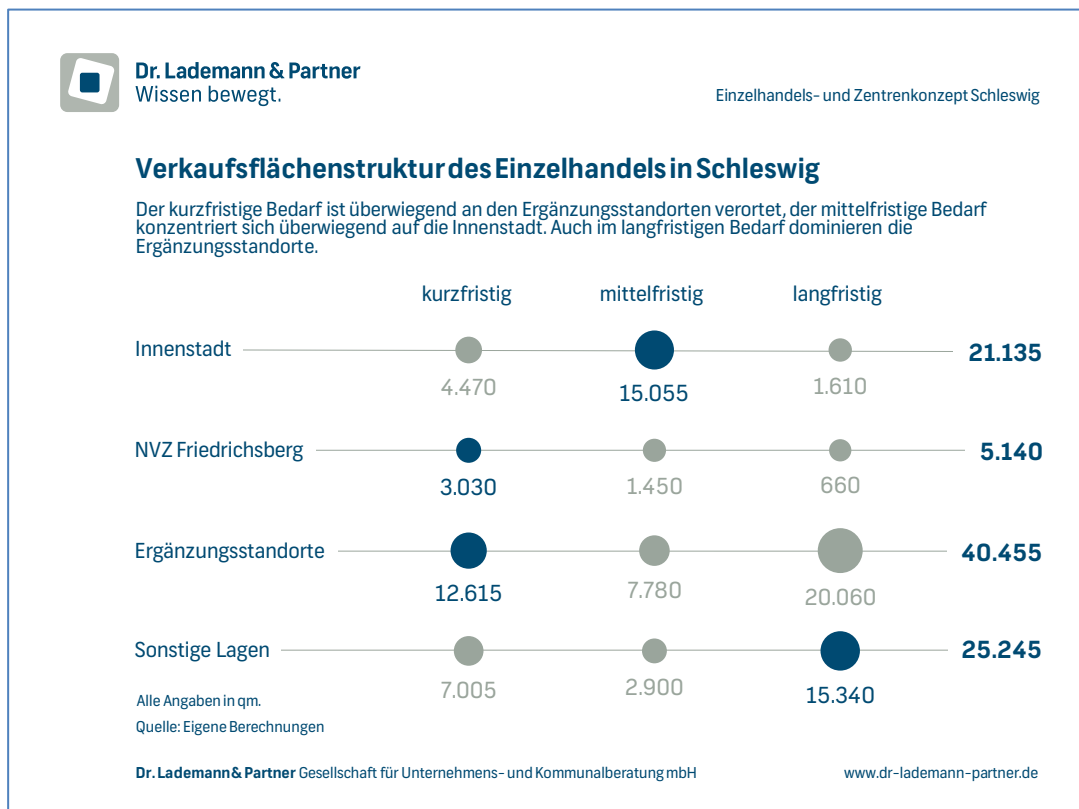 Dr. Lademann & Partner
Wissen bewegt.
Einzelhandels- und Zentrenkonzept Schleswig
Verkaufsflächenstruktur des Einzelhandels in Schleswig
Der kurzfristige Bedarf ist überwiegend an den Ergänzungsstandorten verortet, der mittelfristige Bedarf
konzentriert sich überwiegend auf die Innenstadt. Auch im langfristigen Bedarf dominieren die
Ergänzungsstandorte.
kurzfristig mittelfristig langfristig
Innenstadt 21.135
4.470 15.055 1.610
NVZ Friedrichsberg 5.140
3.030 1.450 660
Ergänzungsstandorte 40.455
12.615 7.780 20.060
Sonstige Lagen 25.245
7.005 2.900 15.340
Alle Angaben in qm.
Quelle: Eigene Berechnungen
Dr. Lademann & Partner Gesellschaft für Unternehmens- und Kommunalberatung mbH www.dr-lademann-partner.de